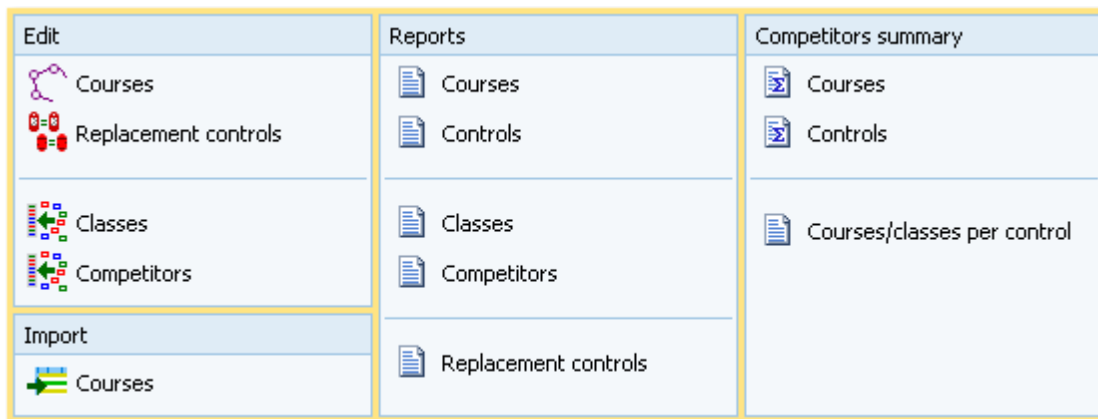 Edit
Courses
Replacement controls
Classes
Competitors
Import
Courses
Reports
Courses
Controls
Classes
Competitors
Replacement controls
Competitors summary
Courses
Controls
Courses/classes per control